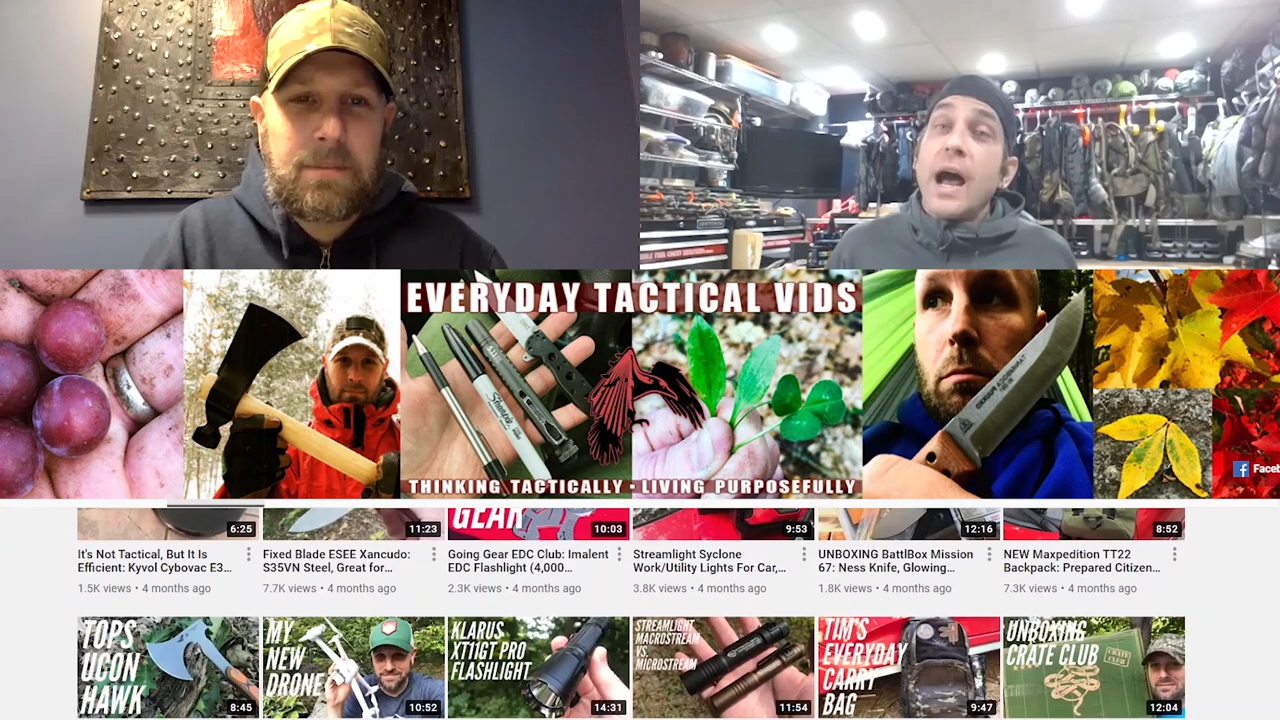 EVERYDAY TACTICAL VIDS
Sharpie
THINKING TACTICALLY • LIVING PURPOSEFULLY
GEAR
6:25
11:23
10:03
9:53
12:16
8:52
It's Not Tactical, But It Is
Efficient: Kyvol Cybovac E3...
1.5K views • 4 months ago
Fixed Blade ESEE Xancudo:
S35VN Steel, Great for...
7.7K views • 4 months ago
Going Gear EDC Club: Imalent
EDC Flashlight (4,000...
2.3K views • 4 months ago
Streamlight Syclone
Work/Utility Lights For Car,...
3.8K views • 4 months ago
UNBOXING BattlBox Mission
67: Ness Knife, Glowing...
1.8K views • 4 months ago
NEW Maxpedition TT22
Backpack: Prepared Citizen...
7.3K views • 4 months ago
TOPS
UCON
HAWK
8:45
MY
NEW
DRONE
10:52
KLARUS
XT11GT PRO
FLASHLIGHT
14:31
STREAMLIGHT
MACROSTREAM
VS.
MICROSTREAM
11:54
TIM'S
EVERYDAY
CARRY
BAG
9:47
UNBOXING
CRATE CLUB
CRATE
CLUB
12:04